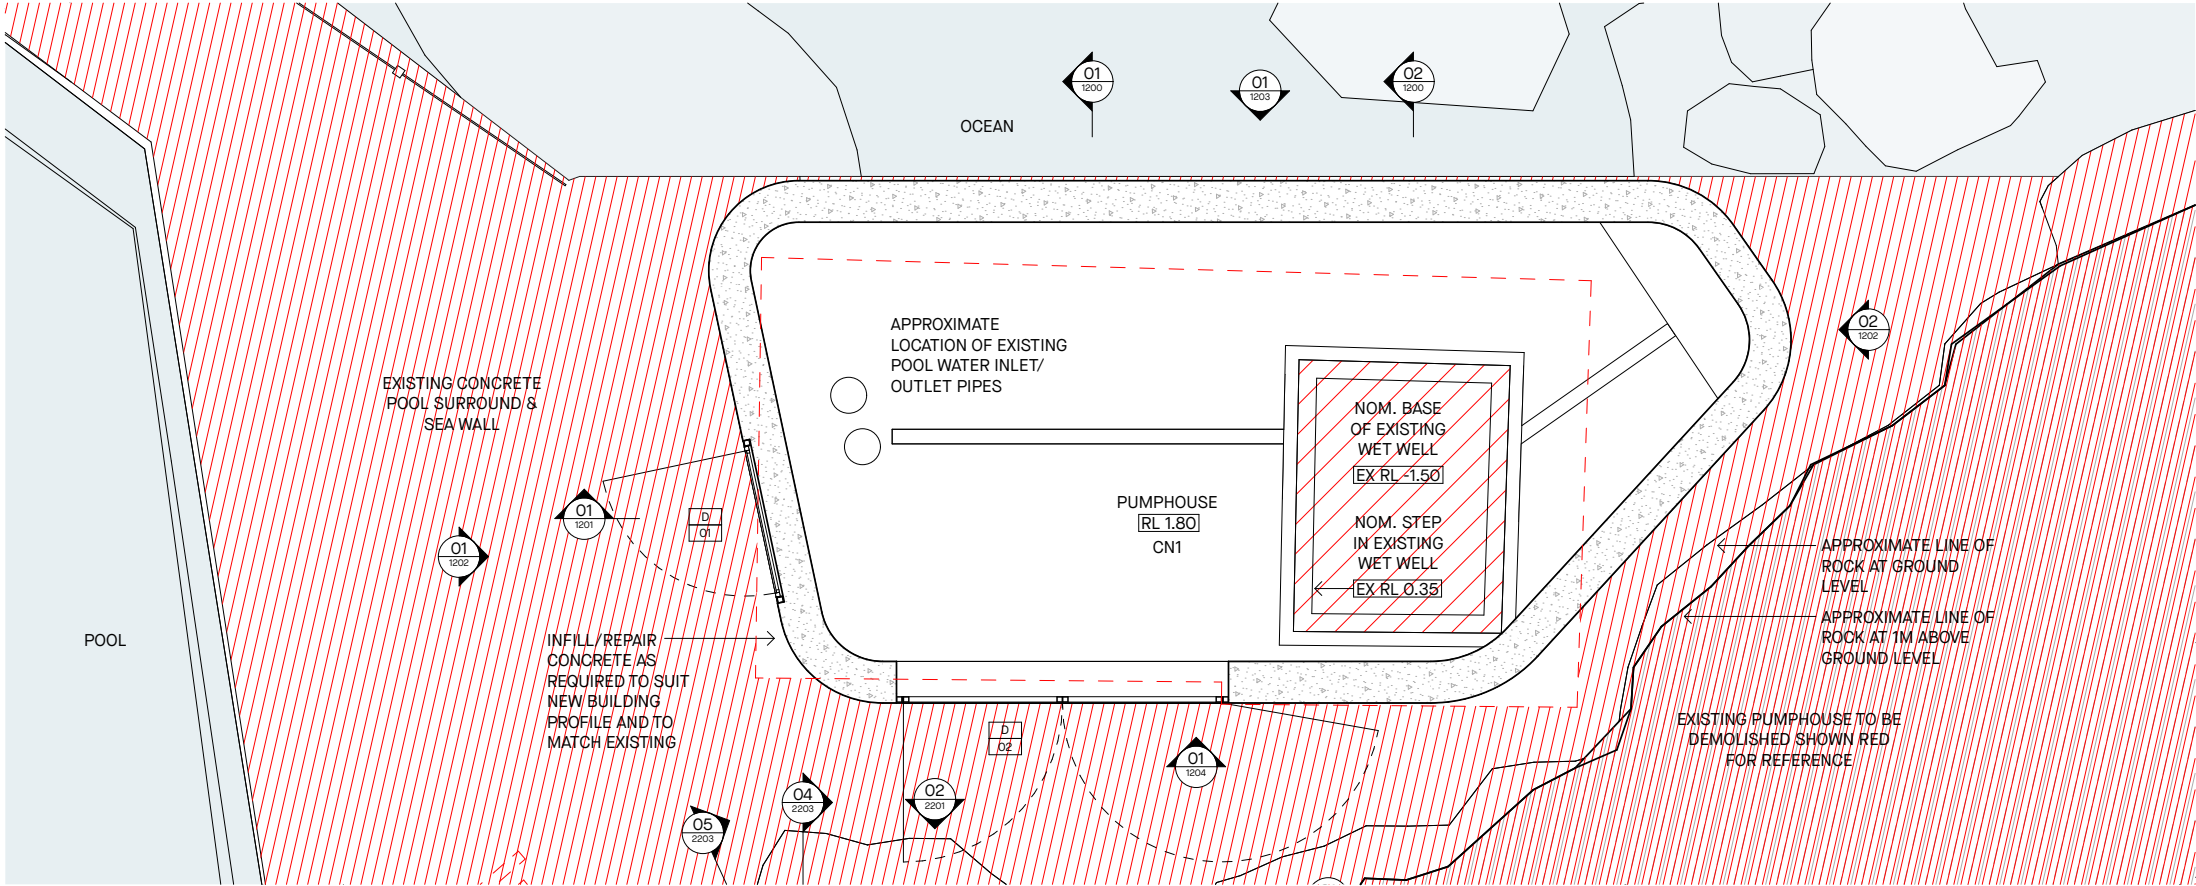 01
1200
01
1203
02
1200
OCEAN
APPROXIMATE
LOCATION OF EXISTING
POOL WATER INLET/
OUTLET PIPES
02
1202
EXISTING CONCRETE
POOL SURROUND &
SEA WALL
NOM. BASE
OF EXISTING
WET WELL
EX RL -1.50
PUMPHOUSE
RL 1.80
CN1
NOM. STEP
IN EXISTING
WET WELL
EX RL 0.35
01
1201
D
01
01
1202
APPROXIMATE LINE OF
ROCK AT GROUND
LEVEL
APPROXIMATE LINE OF
ROCK AT 1M ABOVE
GROUND LEVEL
POOL
INFILL/REPAIR
CONCRETE AS
REQUIRED TO SUIT
NEW BUILDING
PROFILE AND TO
MATCH EXISTING
EXISTING PUMPHOUSE TO BE
DEMOLISHED SHOWN RED
FOR REFERENCE
D
02
01
1204
04
2203
02
2201
05
2203